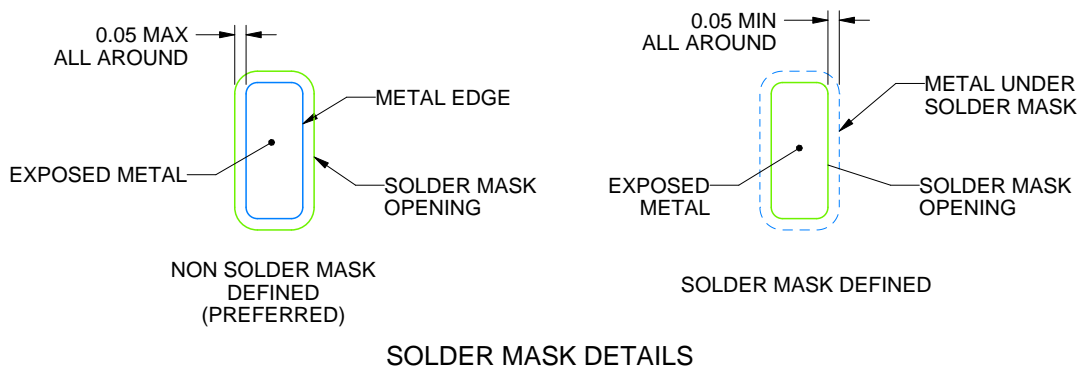 0.05 MAX
ALL AROUND
METAL EDGE
EXPOSED METAL
SOLDER MASK
OPENING
NON SOLDER MASK
DEFINED
(PREFERRED)
0.05 MIN
ALL AROUND
METAL UNDER
SOLDER MASK
EXPOSED
METAL
SOLDER MASK
OPENING
SOLDER MASK DEFINED
SOLDER MASK DETAILS